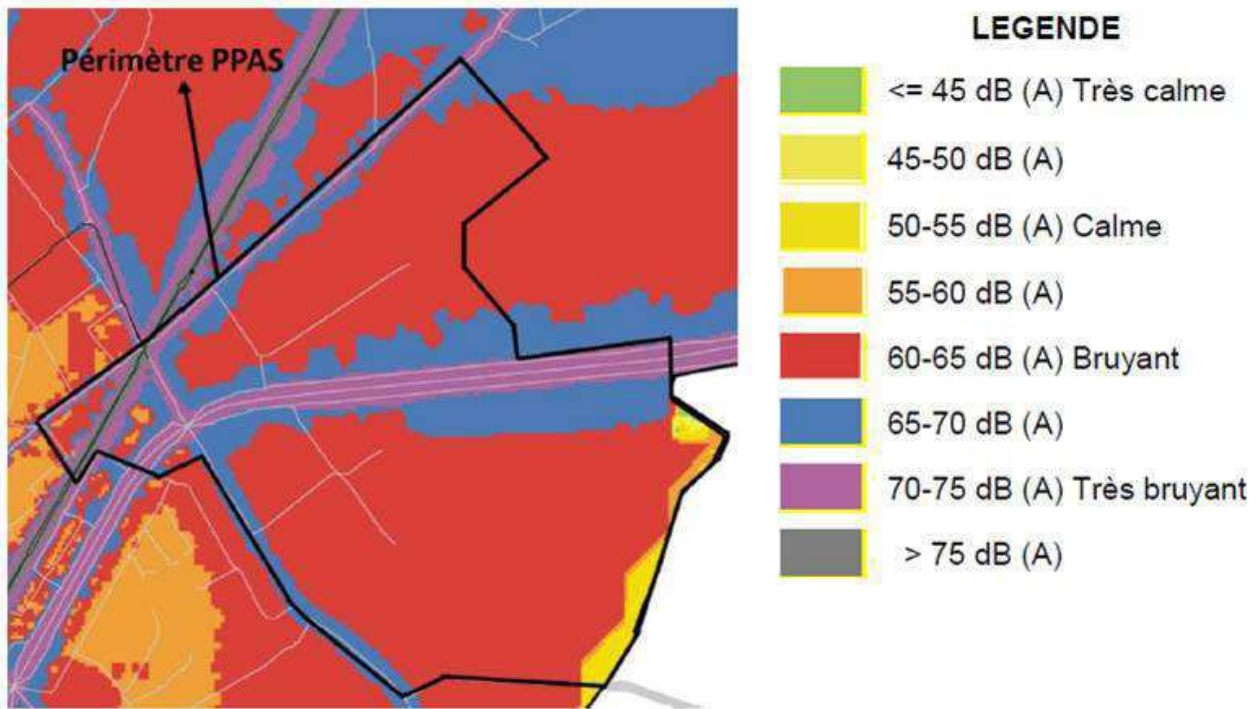 Périmètre PPAS
LEGENDE
<= 45 dB (A) Très calme
45-50 dB (A)
50-55 dB (A) Calme
55-60 dB (A)
60-65 dB (A) Bruyant
65-70 dB (A)
70-75 dB (A) Très bruyant
> 75 dB (A)